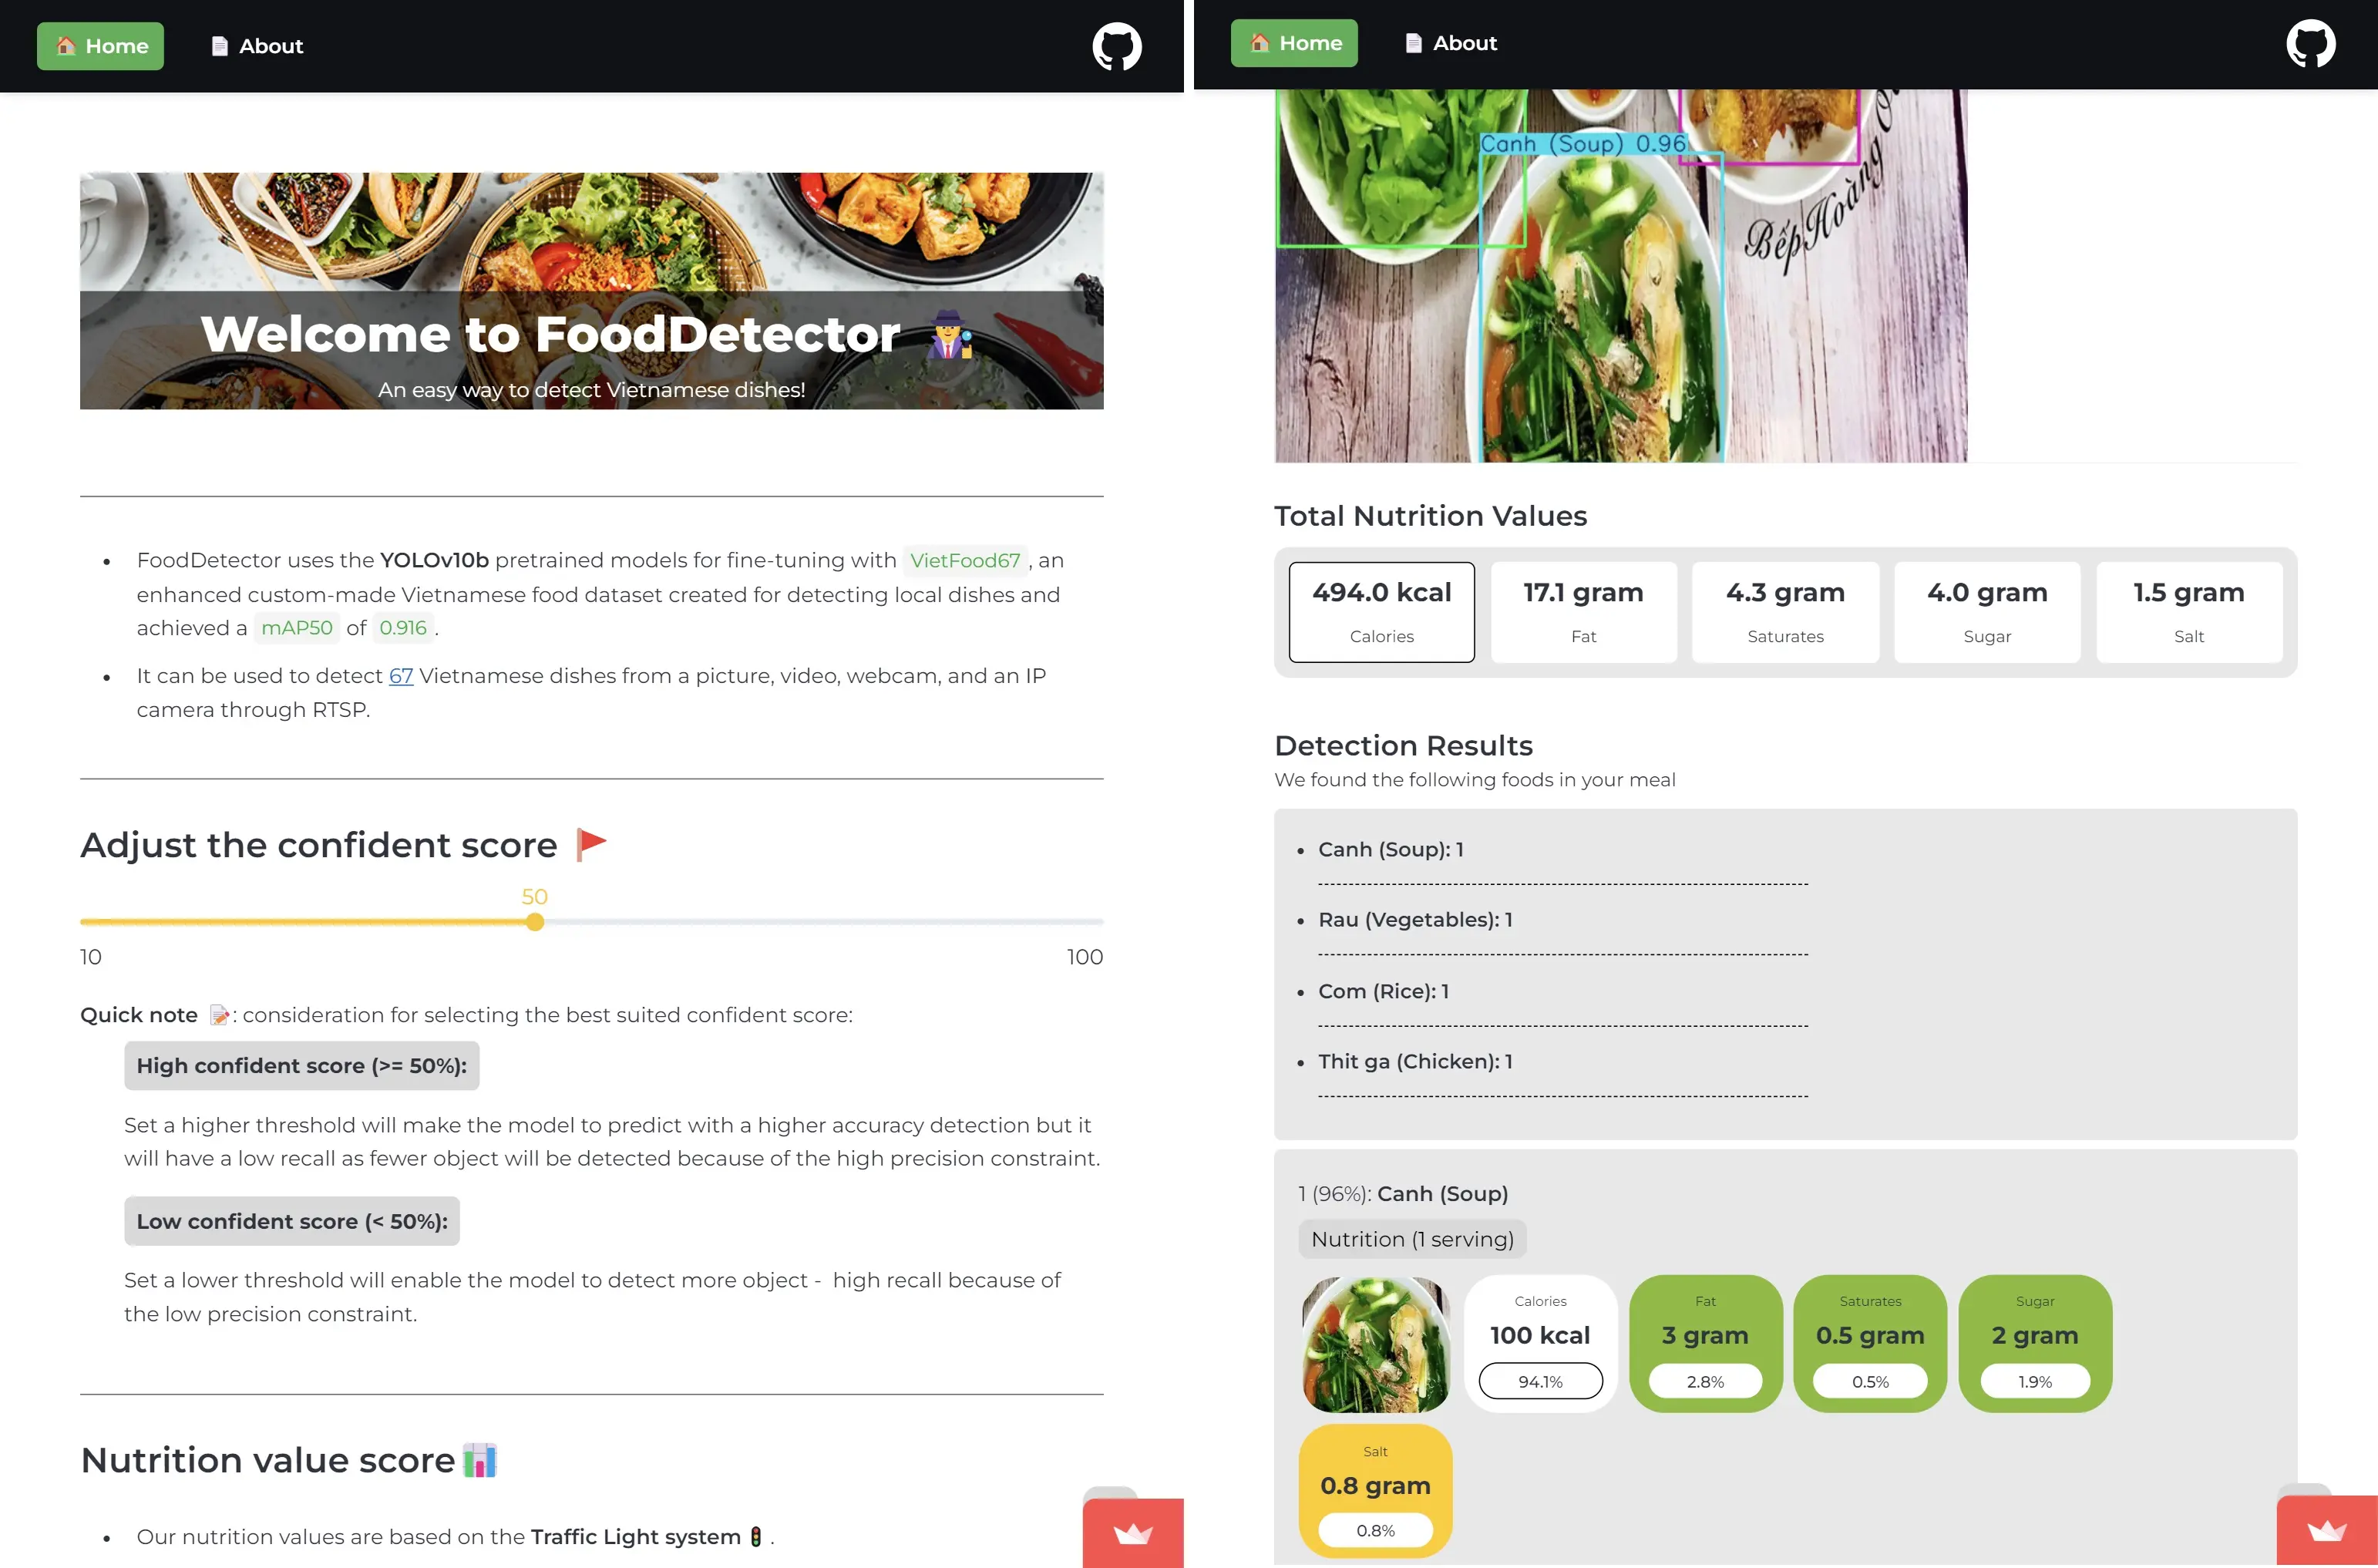 🏠 Home
📄 About
Welcome to FoodDetector 🕵️
An easy way to detect Vietnamese dishes!
• FoodDetector uses the YOLOv10b pretrained models for fine-tuning with VietFood67, an
enhanced custom-made Vietnamese food dataset created for detecting local dishes and
achieved a mAP50 of 0.916.
• It can be used to detect 67 Vietnamese dishes from a picture, video, webcam, and an IP
camera through RTSP.
Adjust the confident score 🚩
50
10
100
Quick note 📝: consideration for selecting the best suited confident score:
High confident score (>= 50%):
Set a higher threshold will make the model to predict with a higher accuracy detection but it
will have a low recall as fewer object will be detected because of the high precision constraint.
Low confident score (< 50%):
Set a lower threshold will enable the model to detect more object - high recall because of
the low precision constraint.
Nutrition value score 📊
• Our nutrition values are based on the Traffic Light system 🚦.
🏠 Home
📄 About
Canh (Soup) 0.96
Total Nutrition Values
494.0 kcal
Calories
17.1 gram
Fat
4.3 gram
Saturates
4.0 gram
Sugar
1.5 gram
Salt
Detection Results
We found the following foods in your meal
• Canh (Soup): 1
• Rau (Vegetables): 1
• Com (Rice): 1
• Thit ga (Chicken): 1
1 (96%): Canh (Soup)
Nutrition (1 serving)
Calories
100 kcal
94.1%
Fat
3 gram
2.8%
Saturates
0.5 gram
0.5%
Sugar
2 gram
1.9%
Salt
0.8 gram
0.8%